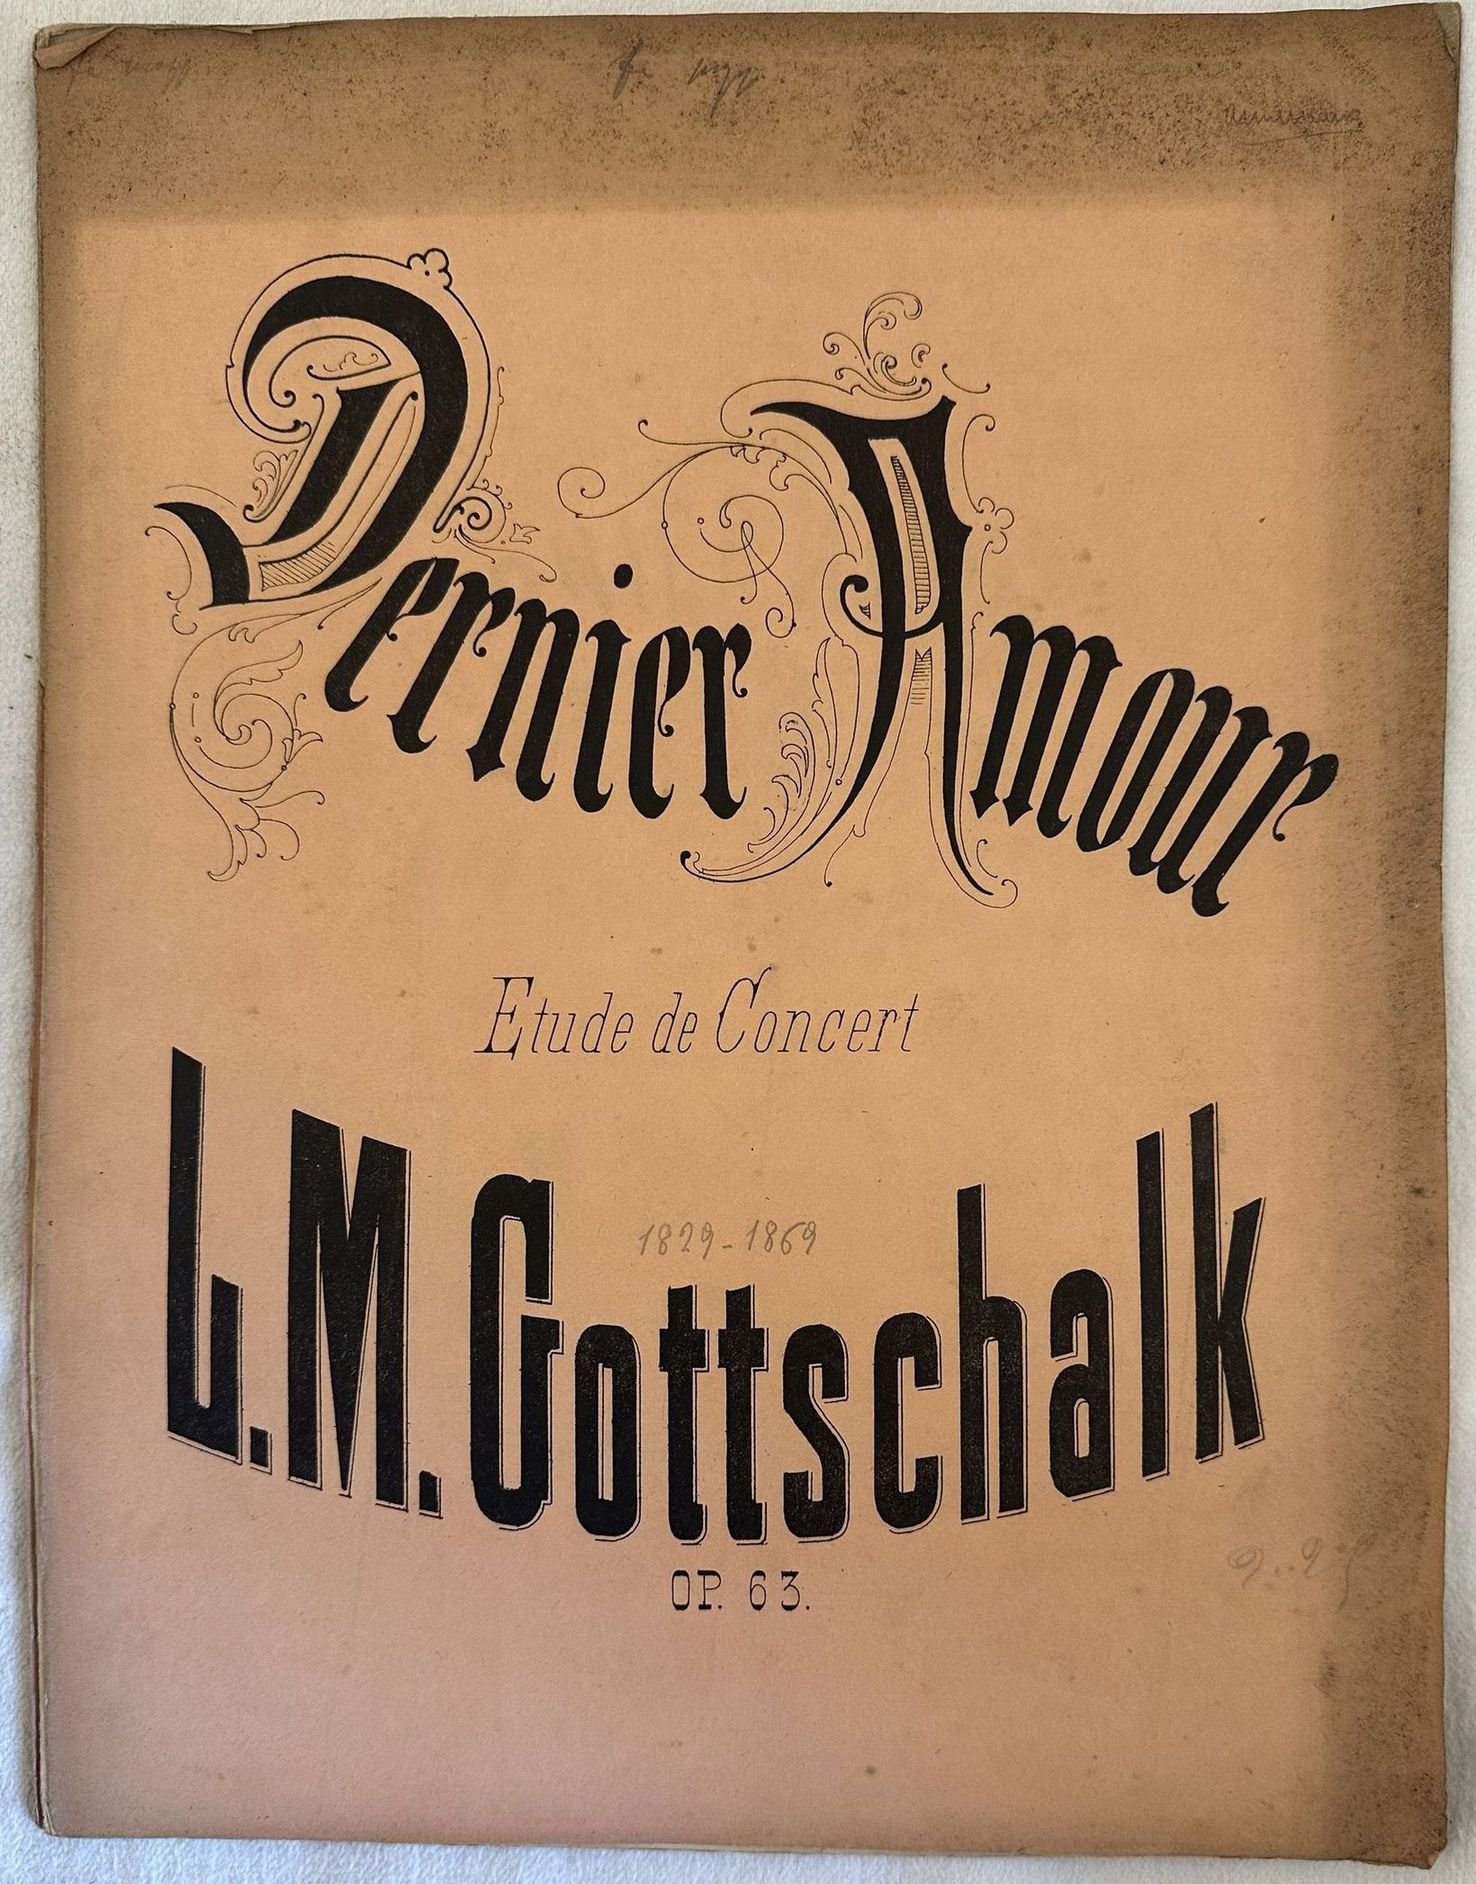 Dernier Amour
Etude de Concert
1829-1869
L. M. Gottschalk
OP. 63.